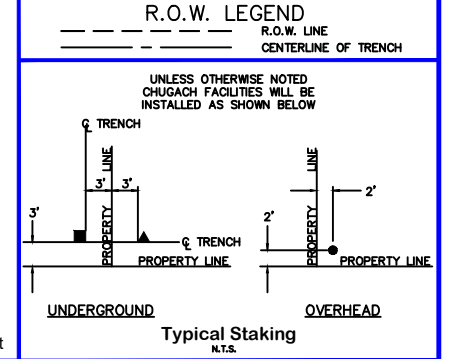 R.O.W. LEGEND
R.O.W. LINE
CENTERLINE OF TRENCH
UNLESS OTHERWISE NOTED
CHUGACH FACILITIES WILL BE
INSTALLED AS SHOWN BELOW
℄ TRENCH
PROPERTY LINE
3' 3'
3'
℄ TRENCH
PROPERTY LINE
UNDERGROUND
PROPERTY LINE
2'
2'
PROPERTY LINE
OVERHEAD
Typical Staking
N.T.S.
t